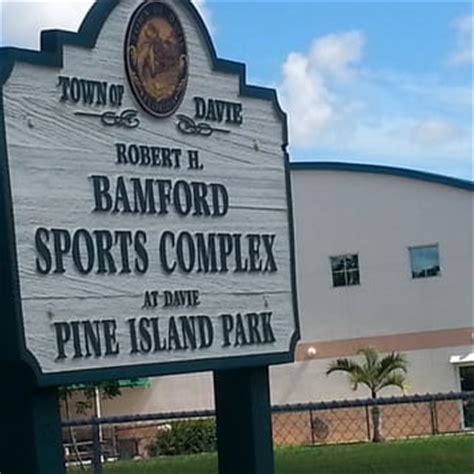 TOWN OF DAVIE
ROBERT H.
BAMFORD
SPORTS COMPLEX
AT DAVIE
PINE ISLAND PARK